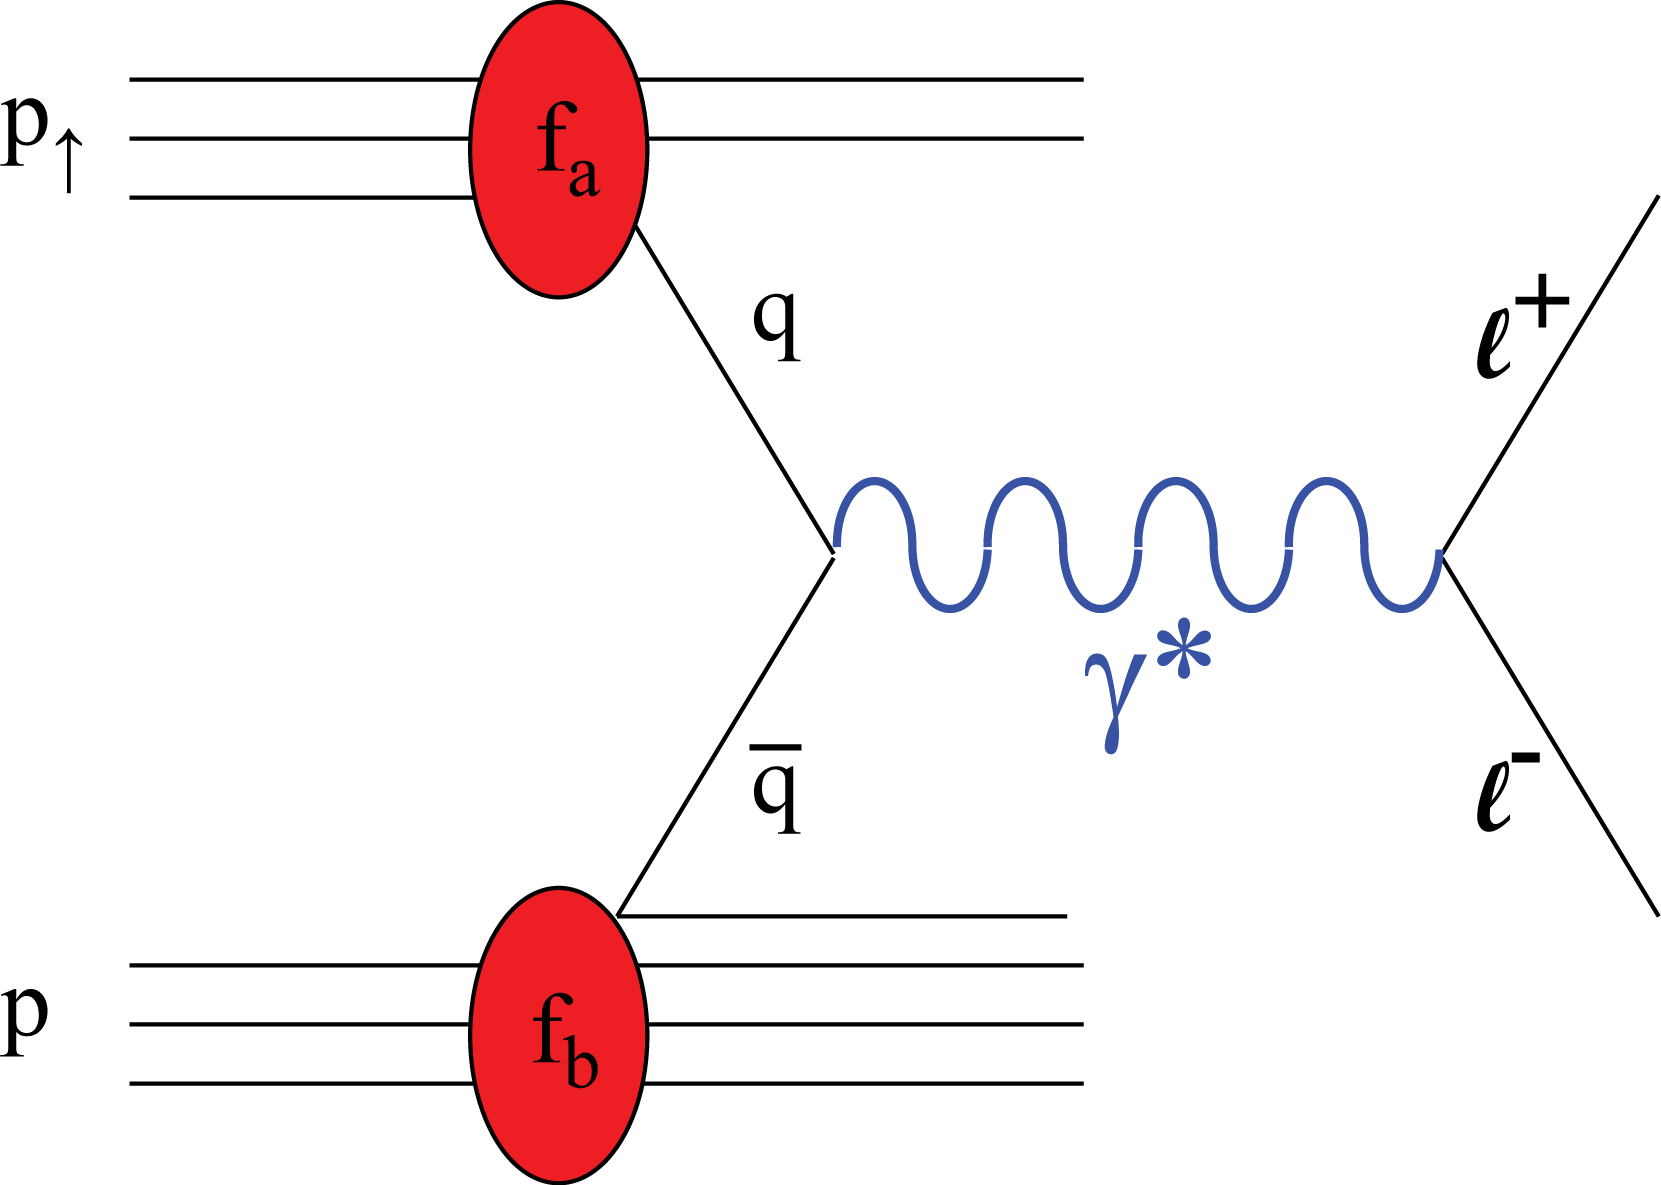 p↑
fa
q
ℓ+
γ*
q̅
ℓ-
p
fb